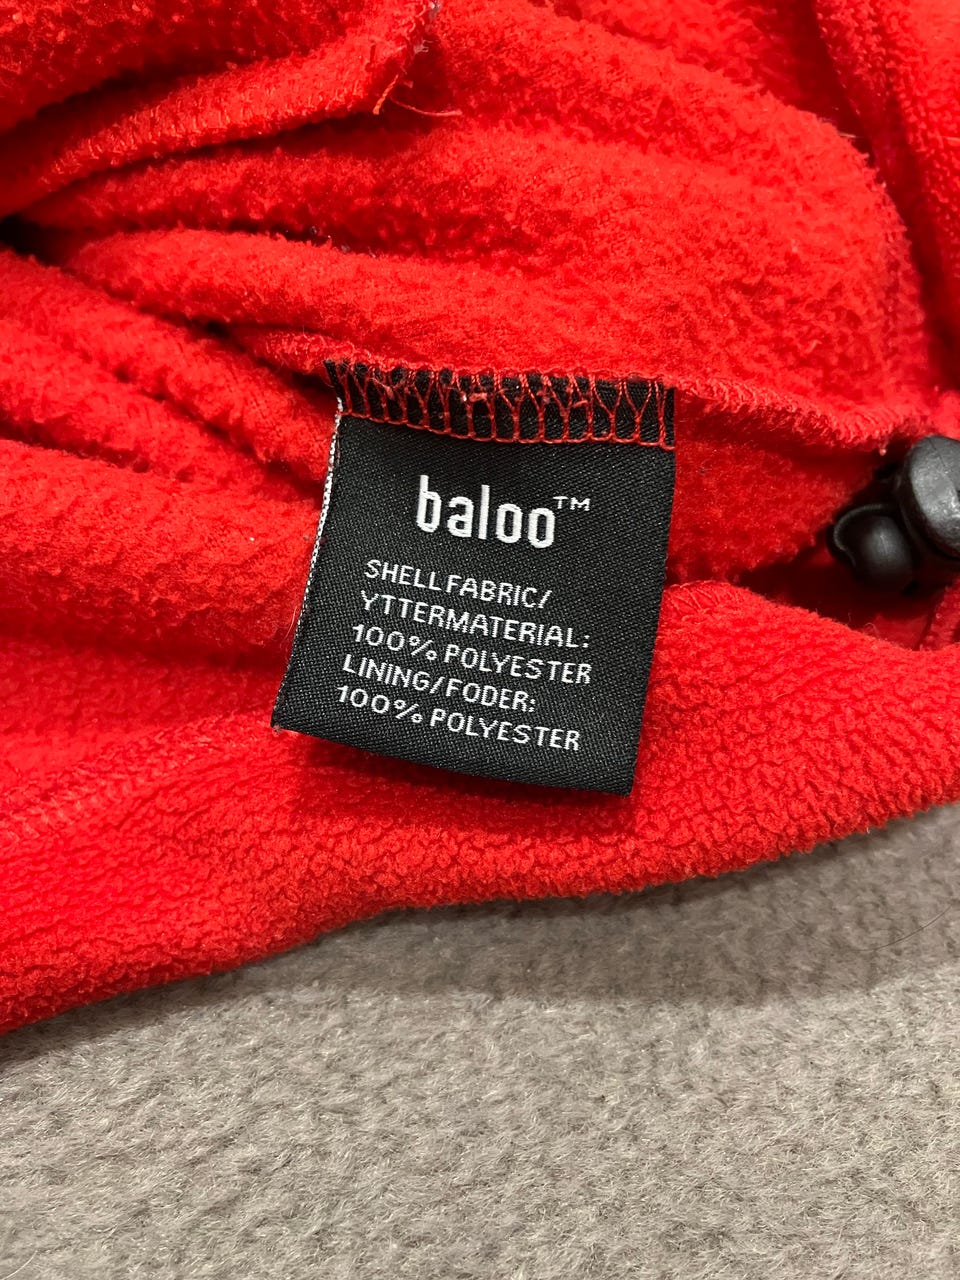 baloo™
SHELL FABRIC/
YTTERMATERIAL:
100% POLYESTER
LINING/FODER:
100% POLYESTER